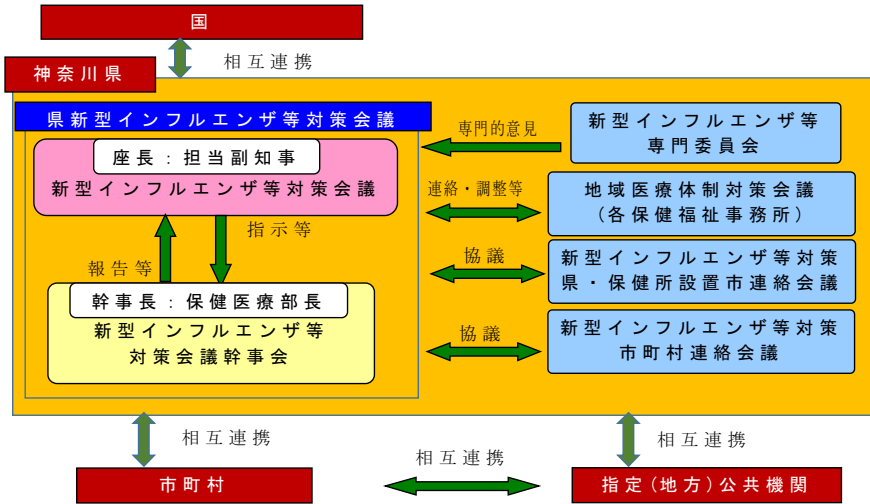 国
相互連携
神奈川県
県新型インフルエンザ等対策会議
座長：担当副知事
新型インフルエンザ等対策会議
指示等
報告等
幹事長：保健医療部長
新型インフルエンザ等
対策会議幹事会
専門的意見
新型インフルエンザ等
専門委員会
連絡・調整等
地域医療体制対策会議
（各保健福祉事務所）
協議
新型インフルエンザ等対策
県・保健所設置市連絡会議
協議
新型インフルエンザ等対策
市町村連絡会議
相互連携
相互連携
市町村
相互連携
指定（地方）公共機関